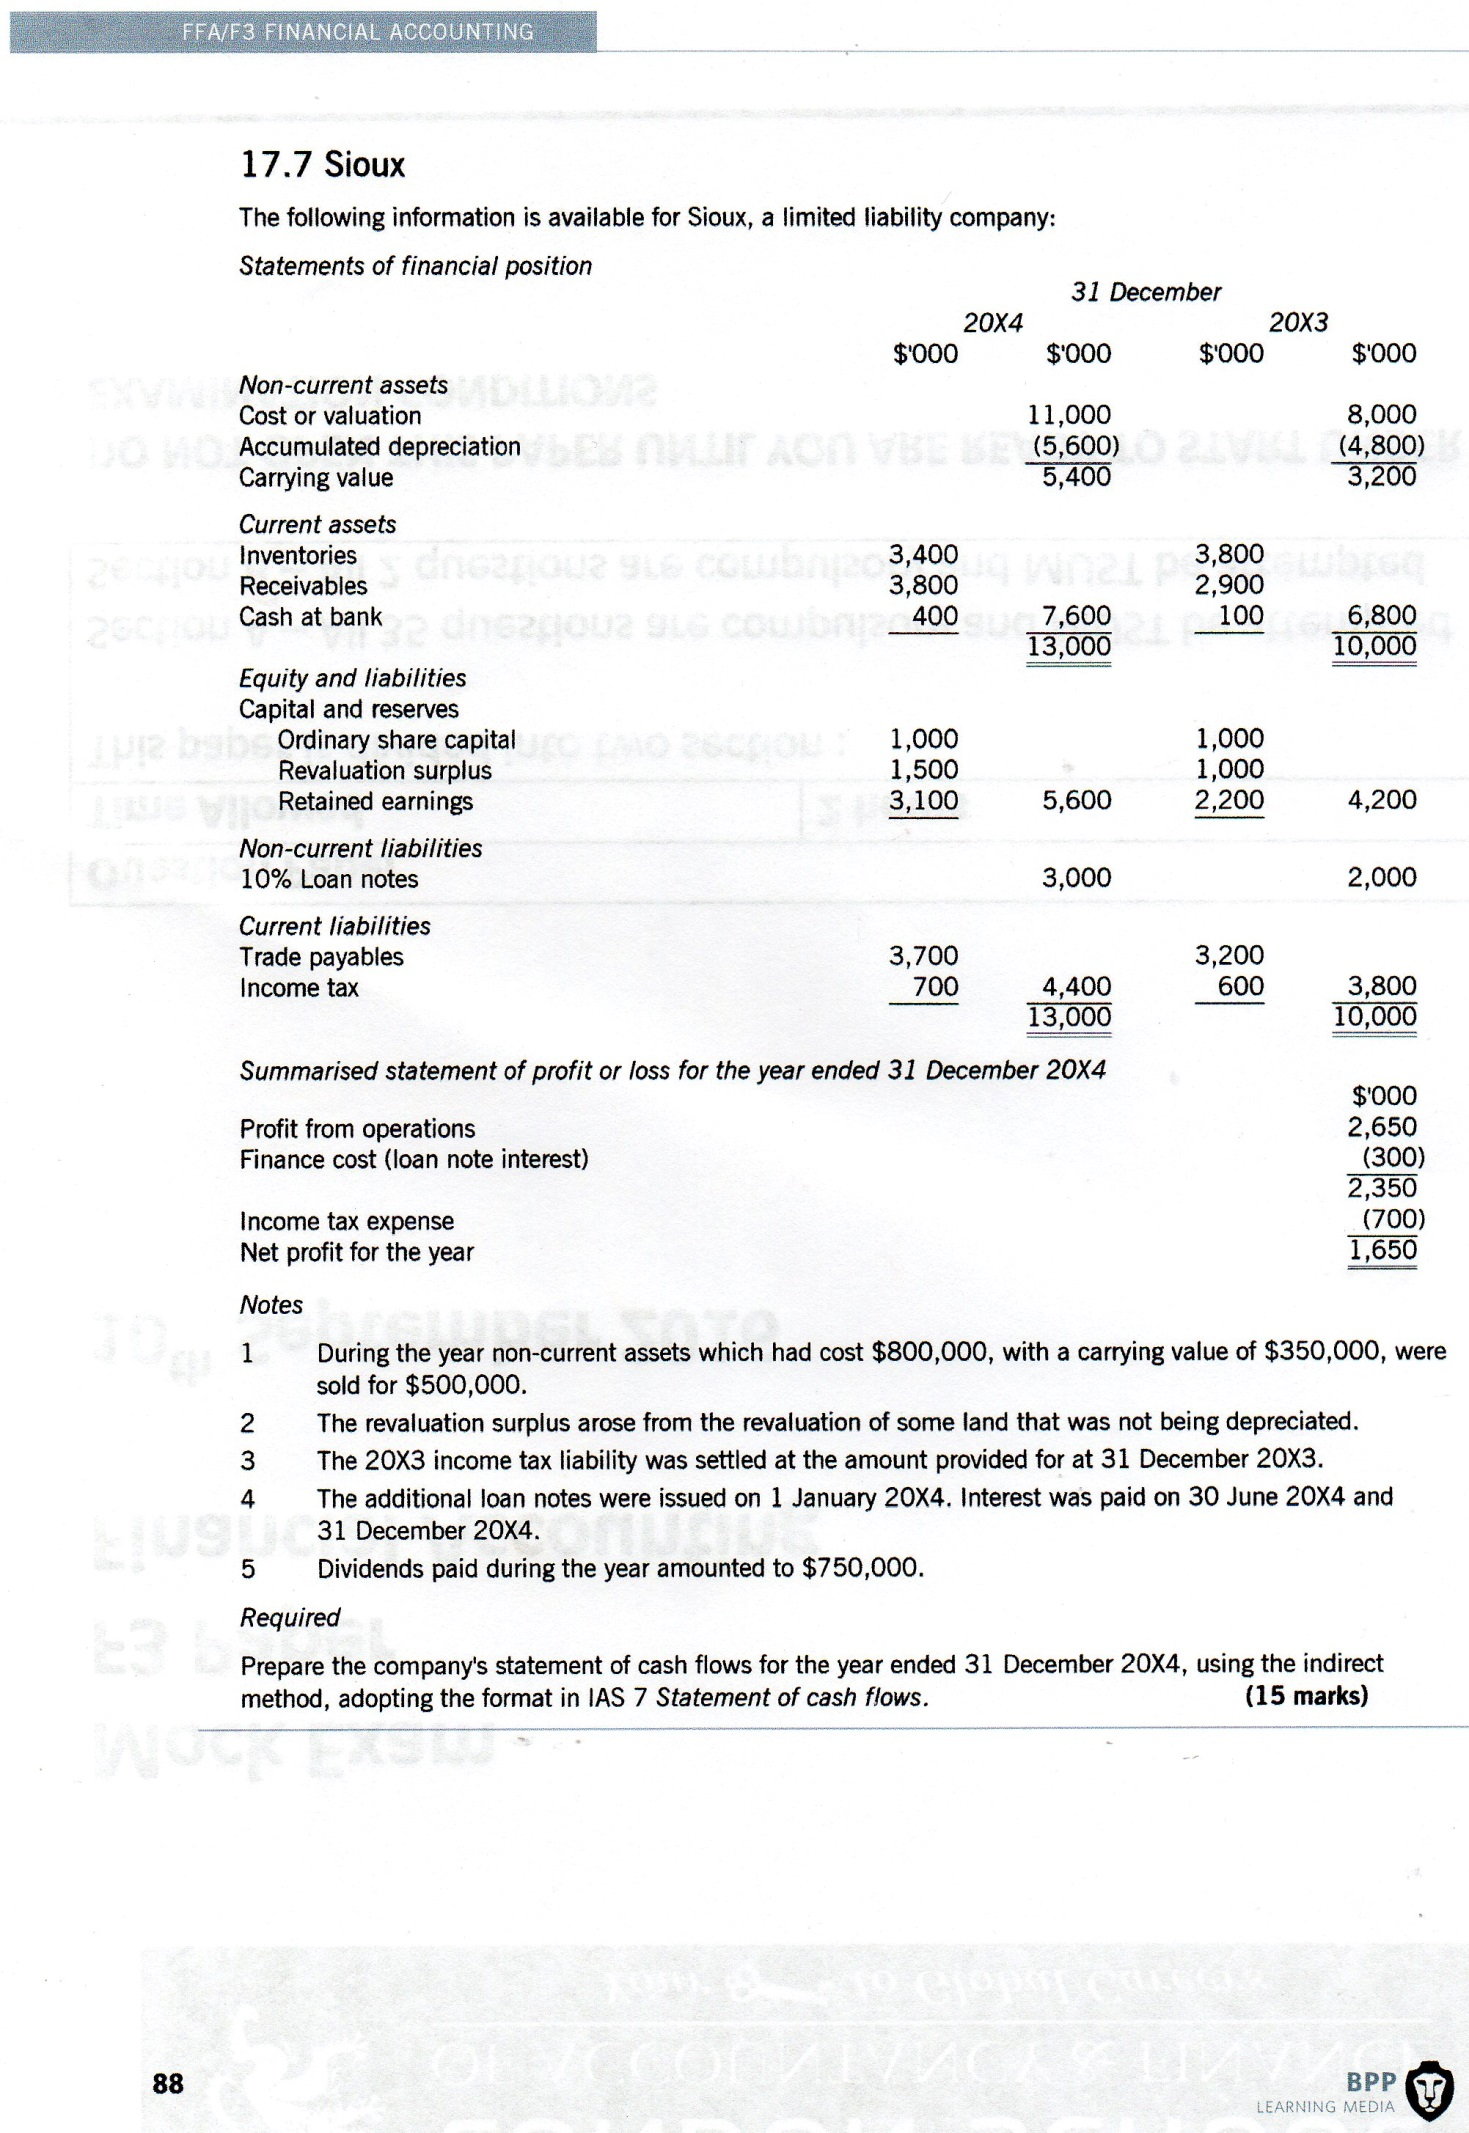 FFA/F3 FINANCIAL ACCOUNTING
17.7 Sioux
The following information is available for Sioux, a limited liability company:
Statements of financial position
31 December
20X4 20X3
$'000 $'000 $'000 $'000
Non-current assets
Cost or valuation 11,000 8,000
Accumulated depreciation (5,600) (4,800)
Carrying value 5,400 3,200
Current assets
Inventories 3,400 3,800
Receivables 3,800 2,900
Cash at bank 400 7,600 100 6,800
13,000 10,000
Equity and liabilities
Capital and reserves
Ordinary share capital 1,000 1,000
Revaluation surplus 1,500 1,000
Retained earnings 3,100 5,600 2,200 4,200
Non-current liabilities
10% Loan notes 3,000 2,000
Current liabilities
Trade payables 3,700 3,200
Income tax 700 4,400 600 3,800
13,000 10,000
Summarised statement of profit or loss for the year ended 31 December 20X4
$'000
Profit from operations 2,650
Finance cost (loan note interest) (300)
2,350
Income tax expense (700)
Net profit for the year 1,650
Notes
1 During the year non-current assets which had cost $800,000, with a carrying value of $350,000, were
sold for $500,000.
2 The revaluation surplus arose from the revaluation of some land that was not being depreciated.
3 The 20X3 income tax liability was settled at the amount provided for at 31 December 20X3.
4 The additional loan notes were issued on 1 January 20X4. Interest was paid on 30 June 20X4 and
31 December 20X4.
5 Dividends paid during the year amounted to $750,000.
Required
Prepare the company's statement of cash flows for the year ended 31 December 20X4, using the indirect
method, adopting the format in IAS 7 Statement of cash flows. (15 marks)
88
BPP
LEARNING MEDIA